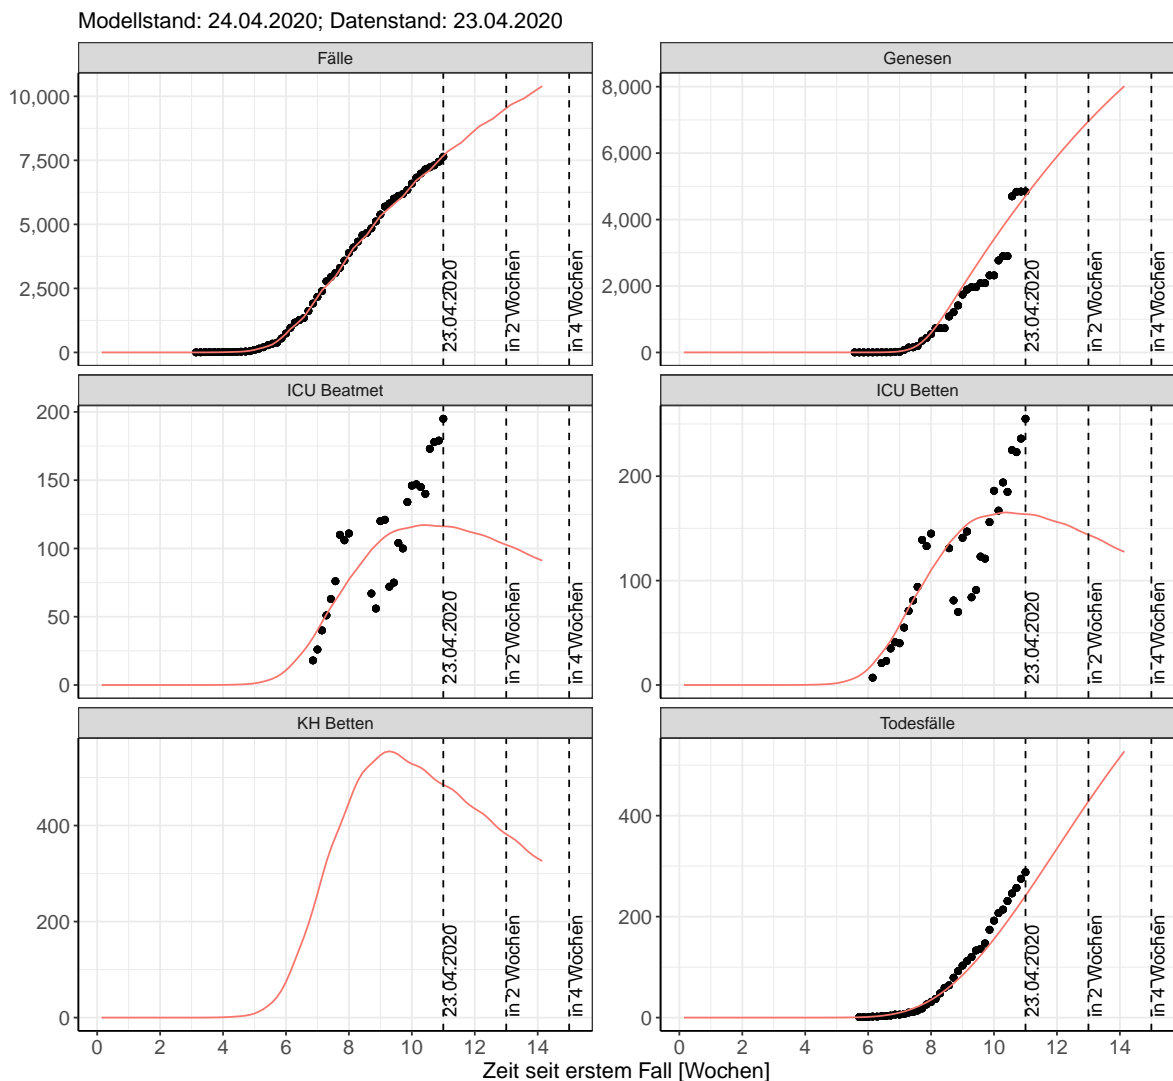 Modellstand: 24.04.2020; Datenstand: 23.04.2020
Fälle
Genesen
10,000
7,500
5,000
2,500
0
23.04.2020
in 2 Wochen
in 4 Wochen
8,000
6,000
4,000
2,000
0
23.04.2020
in 2 Wochen
in 4 Wochen
ICU Beatmet
ICU Betten
200
150
100
50
0
23.04.2020
in 2 Wochen
in 4 Wochen
200
100
0
23.04.2020
in 2 Wochen
in 4 Wochen
KH Betten
Todesfälle
400
200
0
23.04.2020
in 2 Wochen
in 4 Wochen
400
200
0
23.04.2020
in 2 Wochen
in 4 Wochen
0 2 4 6 8 10 12 14
0 2 4 6 8 10 12 14
Zeit seit erstem Fall [Wochen]